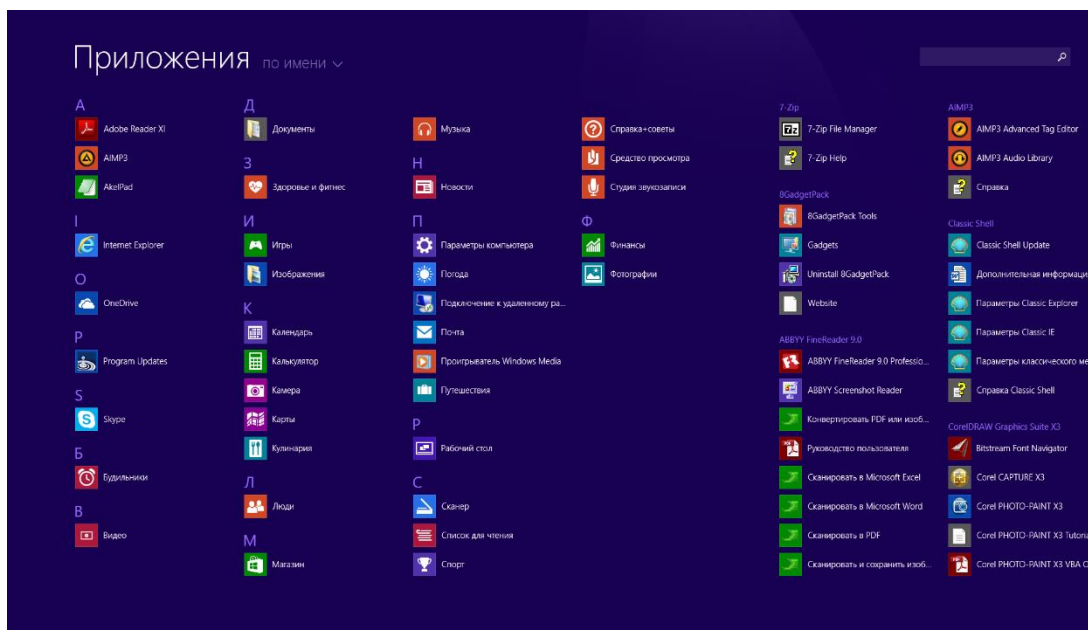 Приложения по имени
А
Adobe Reader XI
AIMP3
AkelPad
I
Internet Explorer
O
OneDrive
P
Program Updates
S
Skype
Б
Будильники
В
Видео
Д
Документы
З
Здоровье и фитнес
И
Игры
Изображения
К
Календарь
Калькулятор
Камера
Карты
Кулинария
Л
Люди
М
Магазин
Музыка
Н
Новости
П
Параметры компьютера
Погода
Подключение к удаленному ра...
Почта
Проигрыватель Windows Media
Путешествия
Р
Рабочий стол
С
Сканер
Список для чтения
Спорт
Справка+советы
Средство просмотра
Студия звукозаписи
Ф
Финансы
Фотографии
7-Zip
7-Zip File Manager
7-Zip Help
8GadgetPack
8GadgetPack Tools
Gadgets
Uninstall 8GadgetPack
Website
ABBYY FineReader 9.0
ABBYY FineReader 9.0 Professio...
ABBYY Screenshot Reader
Конвертировать PDF или изоб...
Руководство пользователя
Сканировать в Microsoft Excel
Сканировать в Microsoft Word
Сканировать в PDF
Сканировать и сохранить изоб...
AIMP3
AIMP3 Advanced Tag Editor
AIMP3 Audio Library
Справка
Classic Shell
Classic Shell Update
Дополнительная информаци
Параметры Classic Explorer
Параметры Classic IE
Параметры классического ме
Справка Classic Shell
CorelDRAW Graphics Suite X3
Bitstream Font Navigator
Corel CAPTURE X3
Corel PHOTO-PAINT X3
Corel PHOTO-PAINT X3 Tutoria
Corel PHOTO-PAINT X3 VBA O